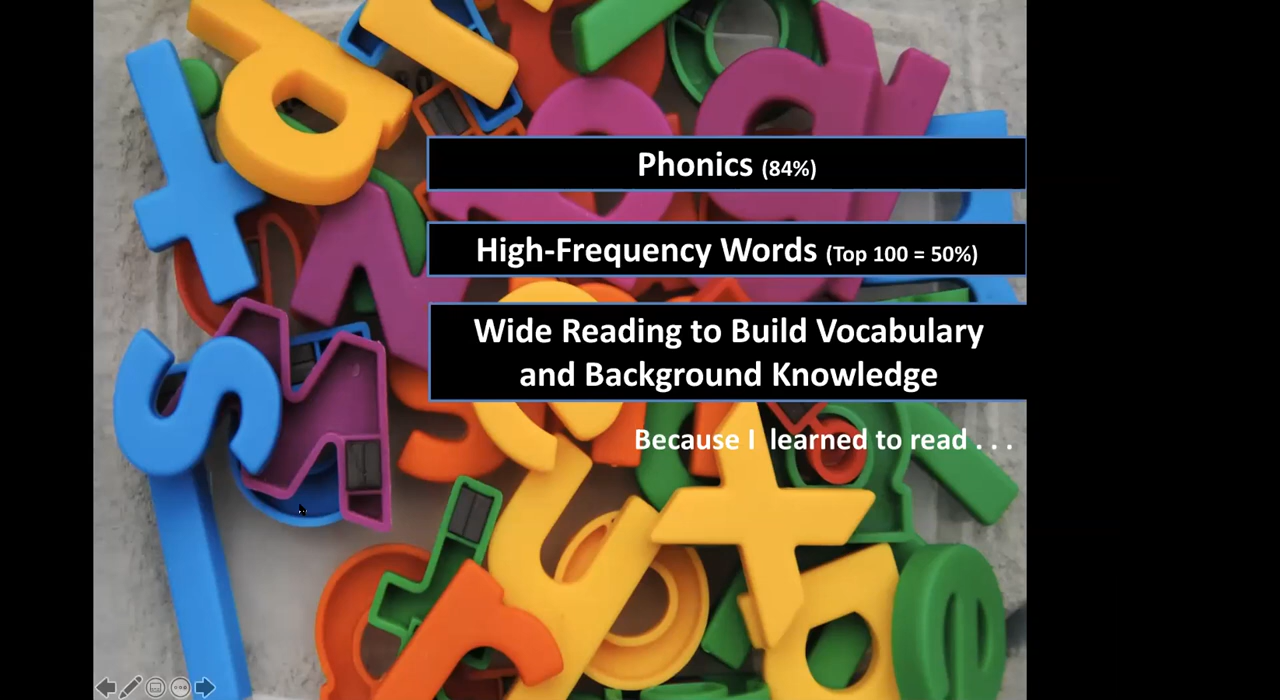 Phonics (84%)
High-Frequency Words (Top 100 = 50%)
Wide Reading to Build Vocabulary
and Background Knowledge
Because I learned to read . . .